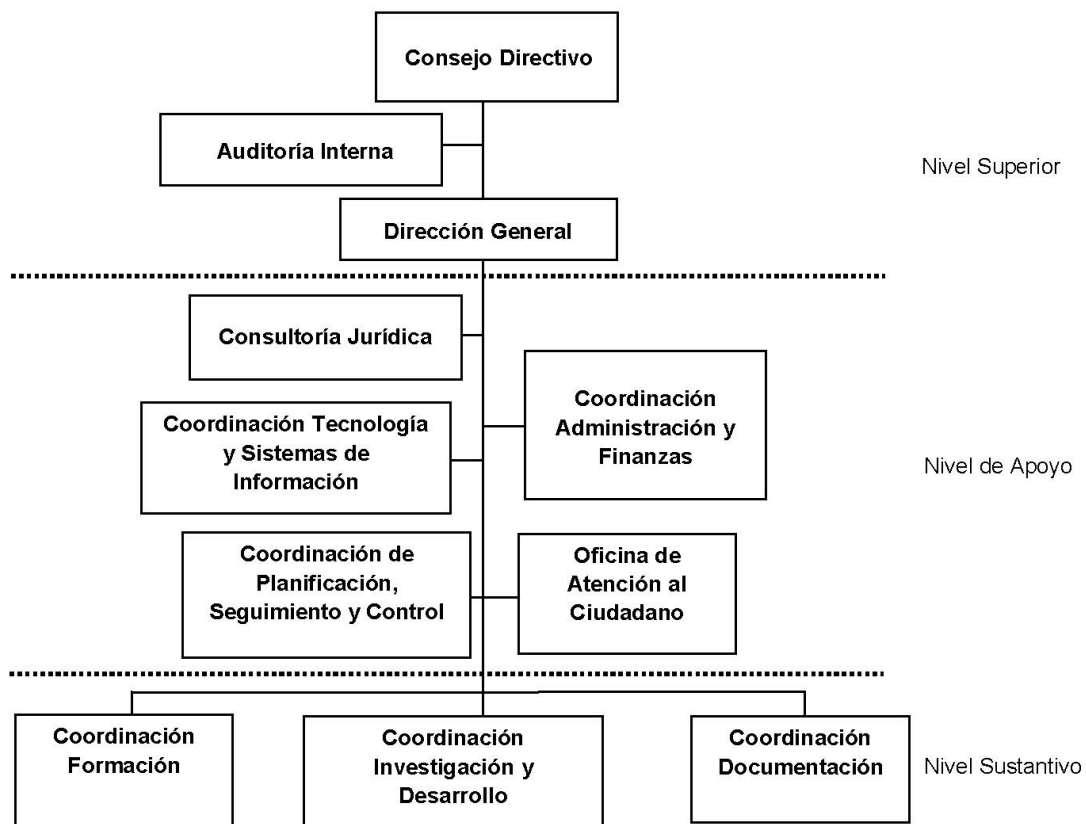 Consejo Directivo
Auditoría Interna
Nivel Superior
Dirección General
Consultoría Jurídica
Coordinación
Administración y
Finanzas
Coordinación Tecnología
y Sistemas de
Información
Nivel de Apoyo
Coordinación de
Planificación,
Seguimiento y Control
Oficina de
Atención al
Ciudadano
Coordinación
Formación
Coordinación
Investigación y
Desarrollo
Coordinación
Documentación
Nivel Sustantivo